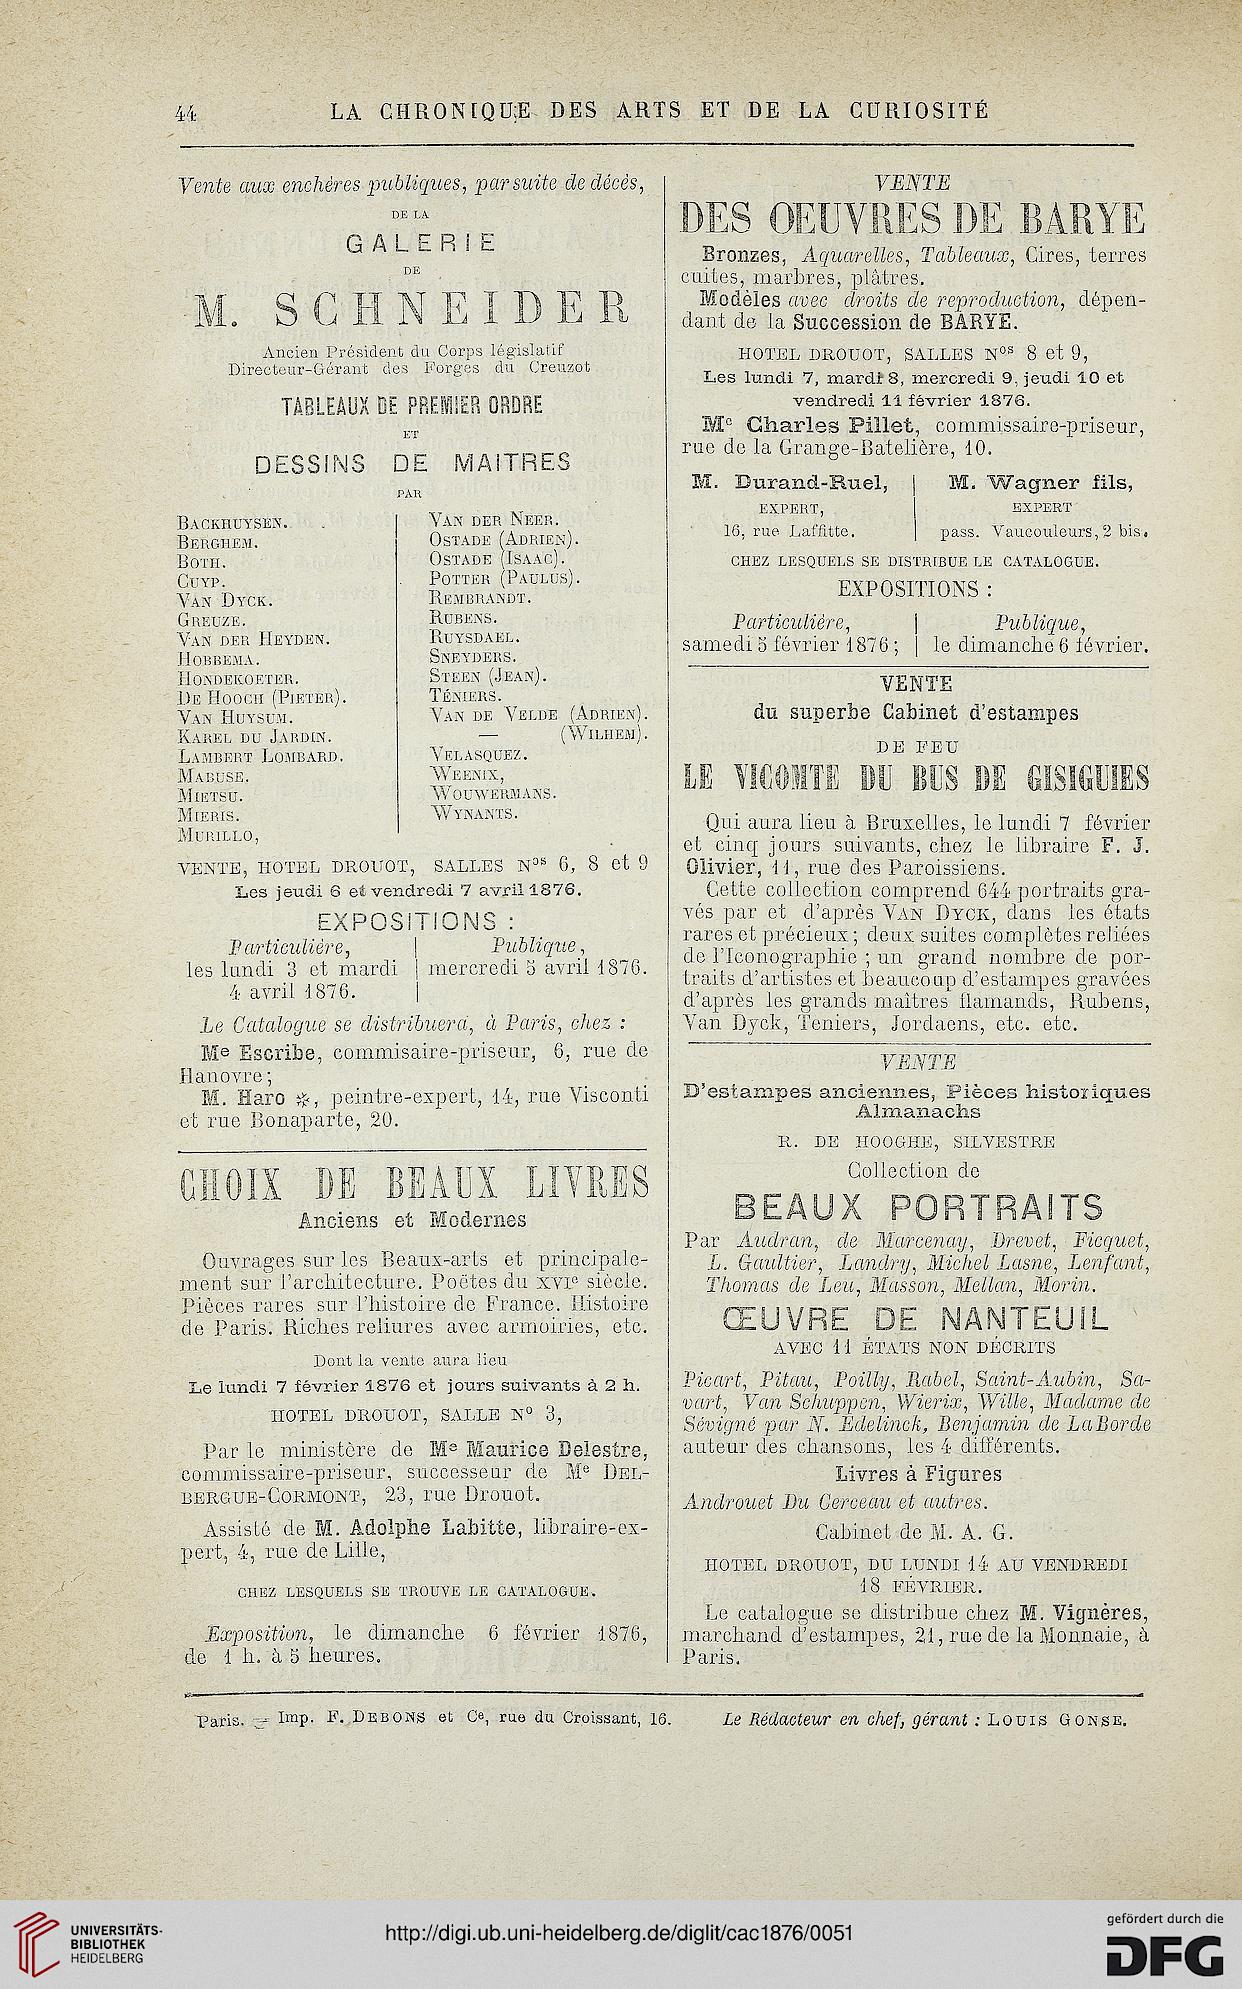 44
LA CHRONIQUE DES ARTS ET DE LA CURIOSITÉ
Vente aux enchères publiques, par suite de décès,
DE LA
GALERIE
DE
M. SCHNEIDER
Ancien Président du Corps législatif
Directeur-Gérant des Forges du Creuzot
TABLEAUX DE PREMIER ORDRE
ET
DESSINS DE MAITRES
PAR
BACKHUYSEN.
BERGHEM.
BOTH.
CUYP.
VAN DYCK.
GREUZE.
VAN DER HEYDEN.
HOBBEMA.
HONDEKOETER.
DE HOOCH (PIETER).
VAN HUYSUM.
KAREL DU JARDIN.
LAMBERT LOMBARD.
MABUSE.
MIETSU.
MIERIS.
MURILLO,
VAN DER NEER.
OSTADE (ADRIEN).
OSTADE (ISAAC).
POTTER (PAULUS).
REMBRANDT.
RUBENS.
RUYSDAEL.
SNEYDERS.
STEEN (JEAN).
TÉNIERS.
VAN DE VELDE (ADRIEN).
— (WILHEM).
VELASQUEZ.
WEENIX,
WOUWERMANS.
WYNANTS.
VENTE, HOTEL DROUOT, SALLES Nos 6, 8 et 9
Les jeudi 6 et vendredi 7 avril 1876.
EXPOSITIONS :
Particulière,
les lundi 3 et mardi
4 avril 1876.
Publique,
mercredi 5 avril 1876.
Le Catalogue se distribuera, à Paris, chez :
Me Escribe, commisaire-priseur, 6, rue de
Hanovre;
M. Haro ✻, peintre-expert, 14, rue Visconti
et rue Bonaparte, 20.
CHOIX DE BEAUX LIVRES
Anciens et Modernes
Ouvrages sur les Beaux-arts et principale-
ment sur l'architecture. Poëtes du XVIe siècle.
Pièces rares sur l'histoire de France. Histoire
de Paris. Riches reliures avec armoiries, etc.
Dont la vente aura lieu
Le lundi 7 février 1876 et jours suivants à 2 h.
HOTEL DROUOT, SALLE N° 3,
Par le ministère de Me Maurice Delestre,
commissaire-priseur, successeur de Me DEL-
BERGUE-CORMONT, 23, rue Drouot.
Assisté de M. Adolphe Labitte, libraire-ex-
pert, 4, rue de Lille,
CHEZ LESQUELS SE TROUVE LE CATALOGUE.
Exposition, le dimanche 6 février 1876,
de 1 h. à 5 heures.
VENTE
DES OEUVRES DE BARYE
Bronzes, Aquarelles, Tableaux, Cires, terres
cuites, marbres, plâtres.
Modèles avec droits de reproduction, dépen-
dant de la Succession de BARYE.
HOTEL DROUOT, SALLES Nos 8 et 9,
Les lundi 7, mardi 8, mercredi 9, jeudi 10 et
vendredi 11 février 1876.
Me Charles Pillet, commissaire-priseur,
rue de la Grange-Batelière, 10.
M. Durand-Ruel,
EXPERT,
16, rue Laffitte.
M. Wagner fils,
EXPERT
pass. Vaucouleurs, 2 bis.
CHEZ LESQUELS SE DISTRIBUE LE CATALOGUE.
EXPOSITIONS :
Particulière,
samedi 5 février 1876;
Publique,
le dimanche 6 février.
VENTE
du superbe Cabinet d'estampes
DE FEU
LE VICOMTE DU BUS DE GISIGUIES
Qui aura lieu à Bruxelles, le lundi 7 février
et cinq jours suivants, chez le libraire F. J.
Olivier, 11, rue des Paroissiens.
Cette collection comprend 644 portraits gra-
vés par et d'après VAN DYCK, dans les états
rares et précieux; deux suites complètes reliées
de l'Iconographie ; un grand nombre de por-
traits d'artistes et beaucoup d'estampes gravées
d'après les grands maîtres flamands, Rubens,
Van Dyck, Teniers, Jordaens, etc. etc.
VENTE
D'estampes anciennes, Pièces historiques
Almanachs
R. DE HOOGHE, SILVESTRE
Collection de
BEAUX PORTRAITS
Par Audran, de Marcenay, Drevet, Ficquet,
L. Gaultier, Landry, Michel Lasne, Lenfant,
Thomas de Leu, Masson, Mellan, Morin.
ŒUVRE DE NANTEUIL
AVEC 11 ÉTATS NON DÉCRITS
Picart, Pitau, Poilly, Rabel, Saint-Aubin, Sa-
vart, Van Schuppen, Wierix, Wille, Madame de
Sévigné par N. Edelinck, Benjamin de La Borde
auteur des chansons, les 4 différents.
Livres à Figures
Androuet Du Cerceau et autres.
Cabinet de M. A. G.
HOTEL DROUOT, DU LUNDI 14 AU VENDREDI
18 FÉVRIER.
Le catalogue se distribue chez M. Vignères,
marchand d'estampes, 21, rue de la Monnaie, à
Paris.
Paris. — Imp. F. DEBONS et Ce, rue du Croissant, 16.
Le Rédacteur en chef, gérant : LOUIS GONSE.
UNIVERSITÄTS-
BIBLIOTHEK
HEIDELBERG
http://digi.ub.uni-heidelberg.de/diglit/cac1876/0051
gefördert durch die
DFG